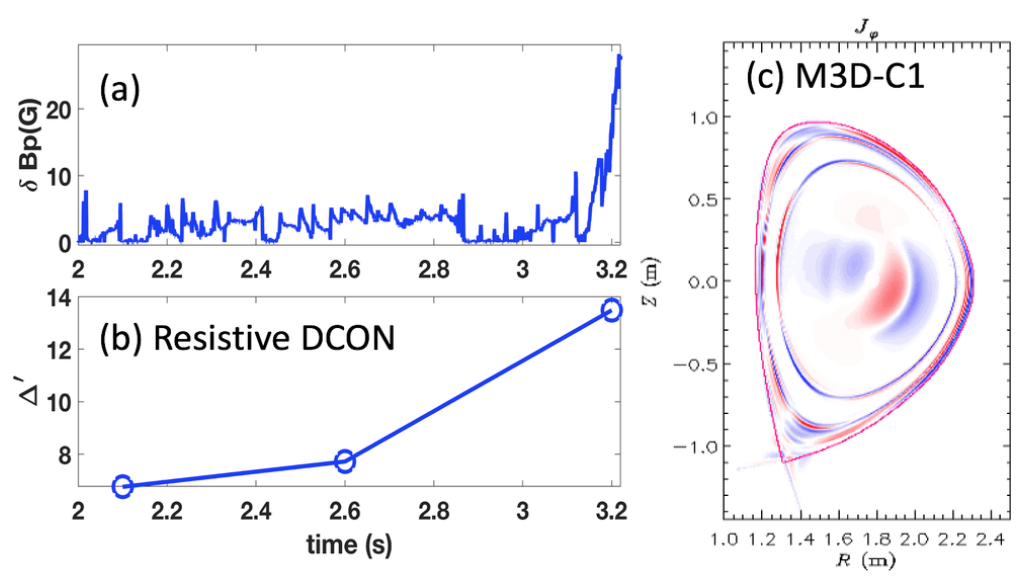 (a)
δ Bp(G)
20
10
0
2 2.2 2.4 2.6 2.8 3 3.2
(b) Resistive DCON
Δ′
14
12
10
8
2 2.2 2.4 2.6 2.8 3 3.2
time (s)
Jφ
(c) M3D-C1
Z (m)
1.0
0.5
0.0
−0.5
−1.0
1.0 1.2 1.4 1.6 1.8 2.0 2.2 2.4
R (m)